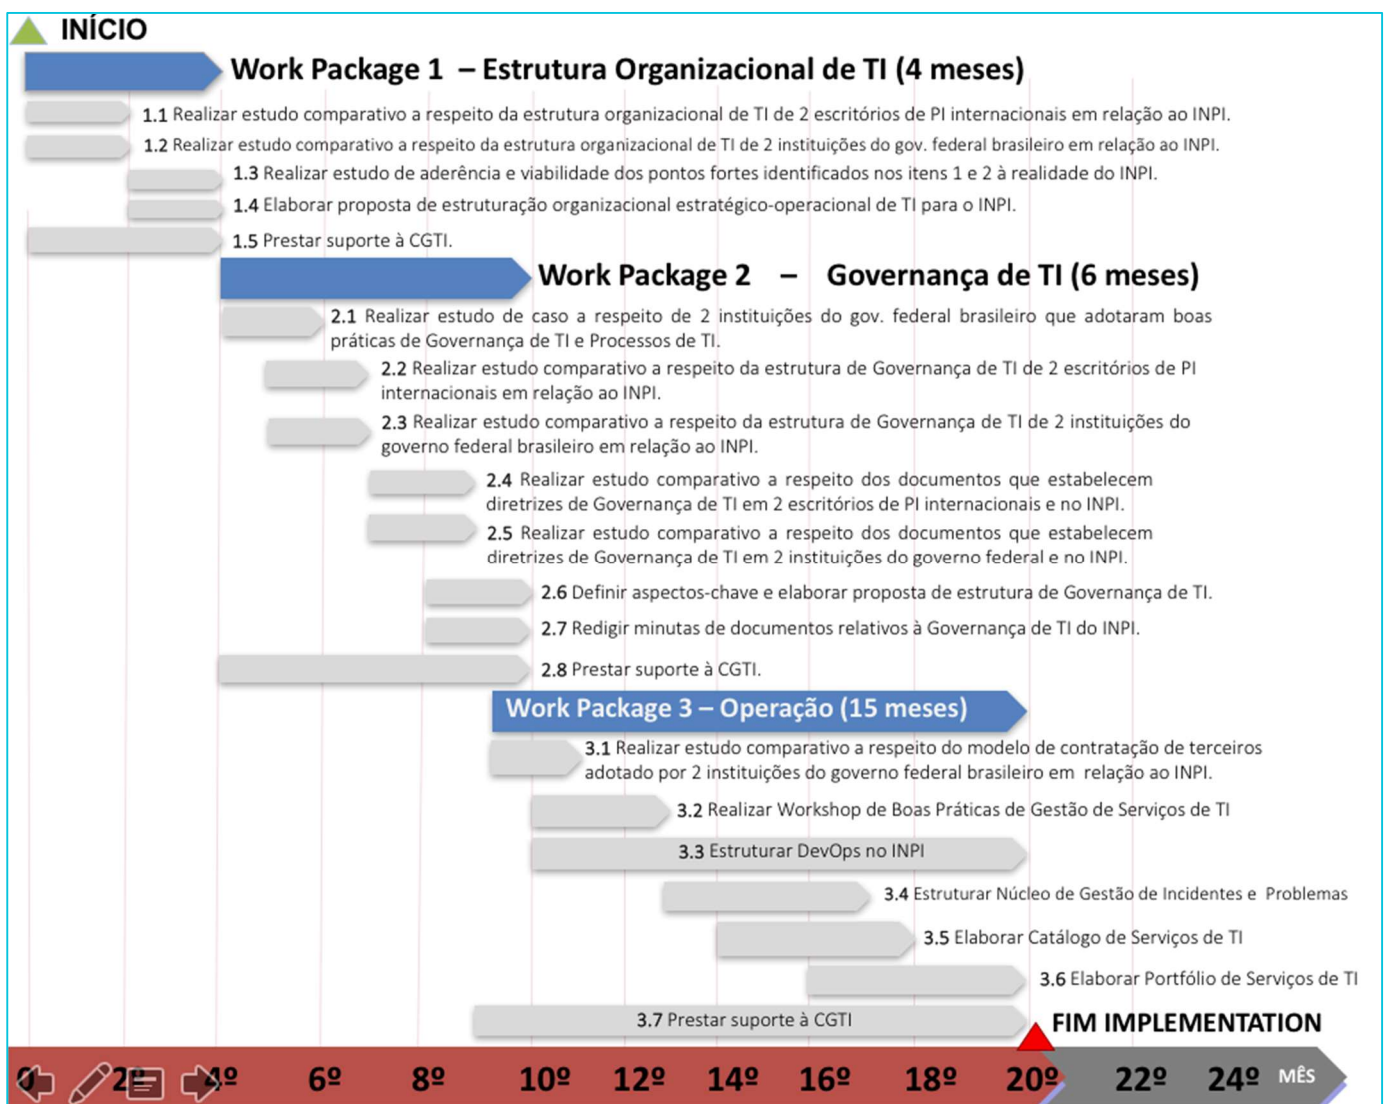 INÍCIO
Work Package 1 – Estrutura Organizacional de TI (4 meses)
1.1 Realizar estudo comparativo a respeito da estrutura organizacional de TI de 2 escritórios de PI internacionais em relação ao INPI.
1.2 Realizar estudo comparativo a respeito da estrutura organizacional de TI de 2 instituições do gov. federal brasileiro em relação ao INPI.
1.3 Realizar estudo de aderência e viabilidade dos pontos fortes identificados nos itens 1 e 2 à realidade do INPI.
1.4 Elaborar proposta de estruturação organizacional estratégico-operacional de TI para o INPI.
1.5 Prestar suporte à CGTI.
Work Package 2 – Governança de TI (6 meses)
2.1 Realizar estudo de caso a respeito de 2 instituições do gov. federal brasileiro que adotaram boas
práticas de Governança de TI e Processos de TI.
2.2 Realizar estudo comparativo a respeito da estrutura de Governança de TI de 2 escritórios de PI
internacionais em relação ao INPI.
2.3 Realizar estudo comparativo a respeito da estrutura de Governança de TI de 2 instituições do
governo federal brasileiro em relação ao INPI.
2.4 Realizar estudo comparativo a respeito dos documentos que estabelecem
diretrizes de Governança de TI em 2 escritórios de PI internacionais e no INPI.
2.5 Realizar estudo comparativo a respeito dos documentos que estabelecem
diretrizes de Governança de TI em 2 instituições do governo federal e no INPI.
2.6 Definir aspectos-chave e elaborar proposta de estrutura de Governança de TI.
2.7 Redigir minutas de documentos relativos à Governança de TI do INPI.
2.8 Prestar suporte à CGTI.
Work Package 3 – Operação (15 meses)
3.1 Realizar estudo comparativo a respeito do modelo de contratação de terceiros
adotado por 2 instituições do governo federal brasileiro em relação ao INPI.
3.2 Realizar Workshop de Boas Práticas de Gestão de Serviços de TI
3.3 Estruturar DevOps no INPI
3.4 Estruturar Núcleo de Gestão de Incidentes e Problemas
3.5 Elaborar Catálogo de Serviços de TI
3.6 Elaborar Portfólio de Serviços de TI
3.7 Prestar suporte à CGTI
FIM IMPLEMENTATION
0 2º 4º 6º 8º 10º 12º 14º 16º 18º 20º 22º 24º MÊS